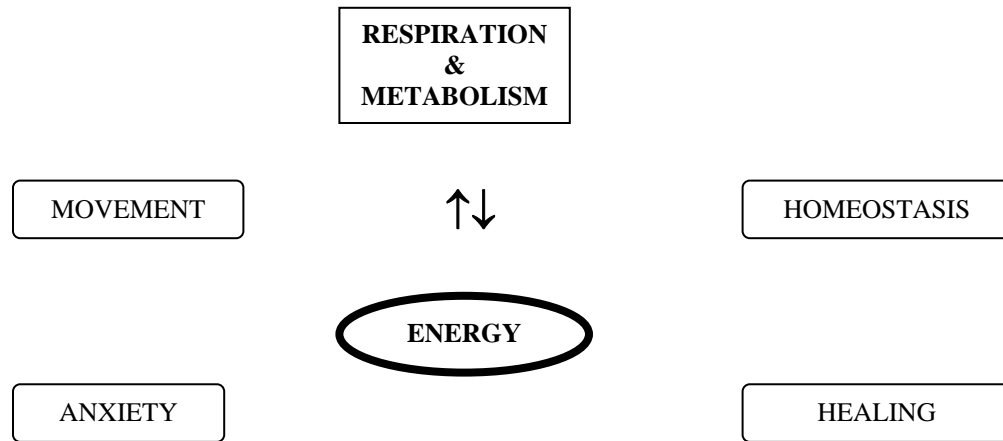 RESPIRATION
&
METABOLISM
MOVEMENT
↑↓
HOMEOSTASIS
ENERGY
ANXIETY
HEALING